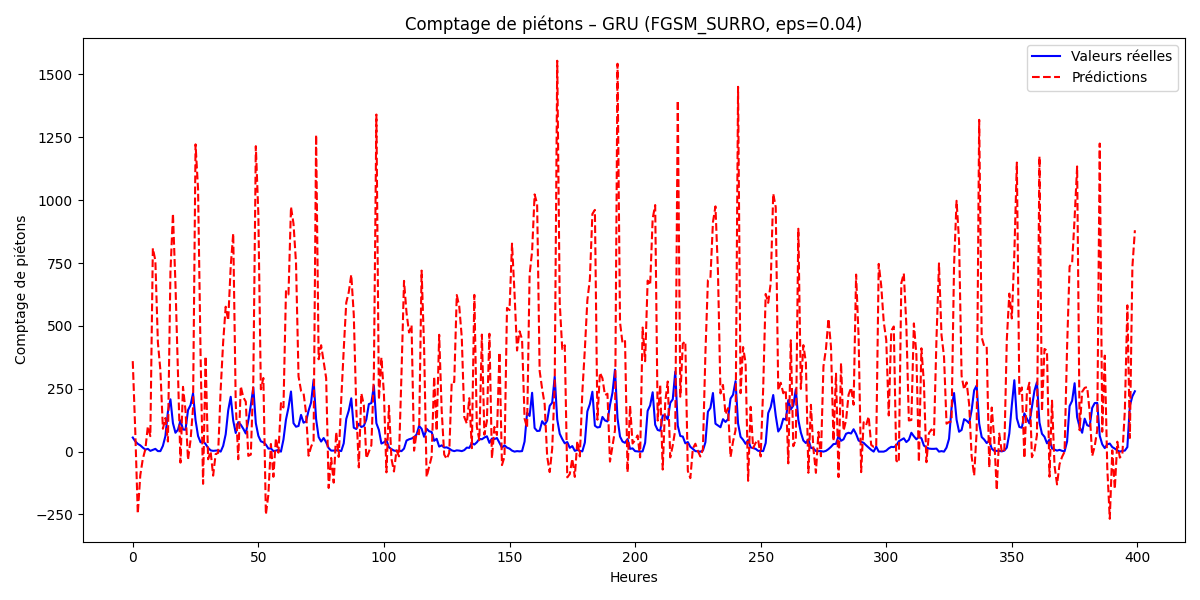 Comptage de piétons – GRU (FGSM_SURRO, eps=0.04)
Valeurs réelles
Prédictions
1500
1250
1000
750
500
250
0
−250
Comptage de piétons
0 50 100 150 200 250 300 350 400
Heures